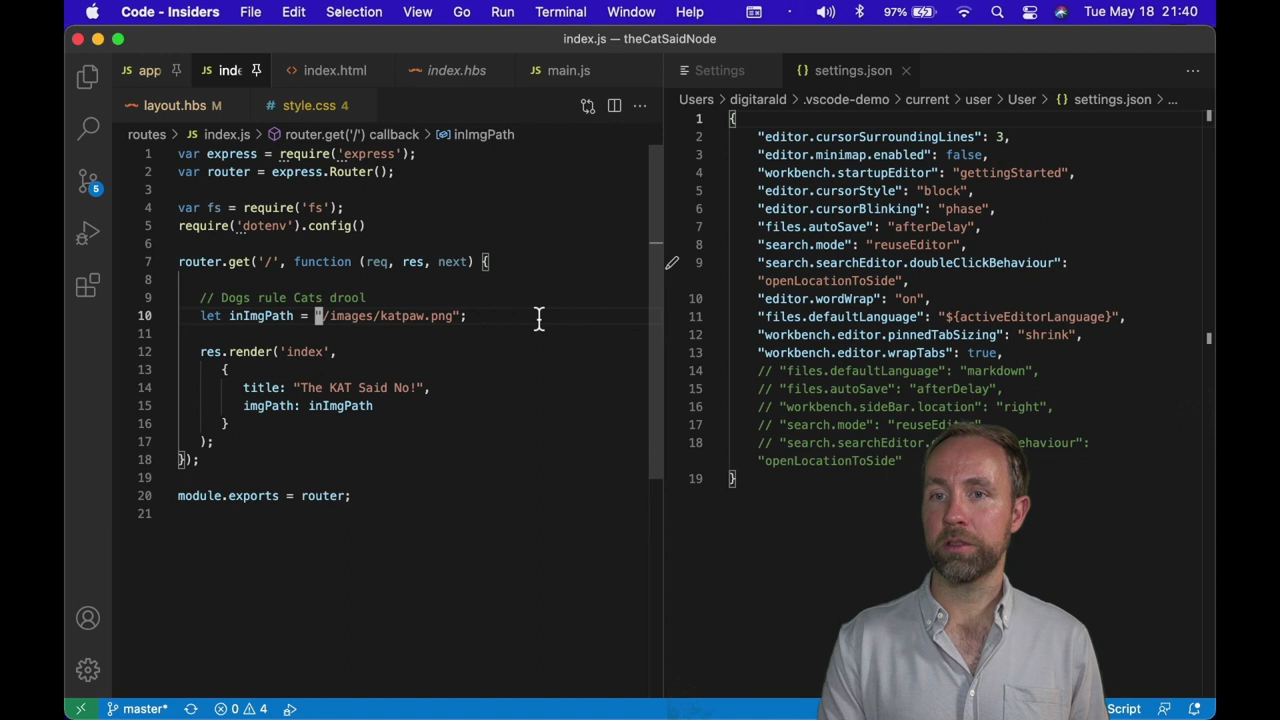 Code - Insiders File Edit Selection View Go Run Terminal Window Help 97% Tue May 18 21:40
index.js — theCatSaidNode
app inde index.html index.hbs main.js
layout.hbs M style.css 4
routes › index.js › router.get('/') callback › inImgPath
1 var express = require('express');
2 var router = express.Router();
3
4 var fs = require('fs');
5 require('dotenv').config()
6
7 router.get('/', function (req, res, next) {
8
9 // Dogs rule Cats drool
10 let inImgPath = "/images/katpaw.png";
11
12 res.render('index',
13 {
14 title: "The KAT Said No!",
15 imgPath: inImgPath
16 }
17 );
18 });
19
20 module.exports = router;
21
5
master* 0 4
Settings {} settings.json
Users › digitarald › .vscode-demo › current › user › User › {} settings.json › ...
1 {
2 "editor.cursorSurroundingLines": 3,
3 "editor.minimap.enabled": false,
4 "workbench.startupEditor": "gettingStarted",
5 "editor.cursorStyle": "block",
6 "editor.cursorBlinking": "phase",
7 "files.autoSave": "afterDelay",
8 "search.mode": "reuseEditor",
9 "search.searchEditor.doubleClickBehaviour":
"openLocationToSide",
10 "editor.wordWrap": "on",
11 "files.defaultLanguage": "${activeEditorLanguage}",
12 "workbench.editor.pinnedTabSizing": "shrink",
13 "workbench.editor.wrapTabs": true,
14 // "files.defaultLanguage": "markdown",
15 // "files.autoSave": "afterDelay",
16 // "workbench.sideBar.location": "right",
17 // "search.mode":
18 // "search.searchEditor. ehaviour":
"openLocationToSide"
19 }
Script